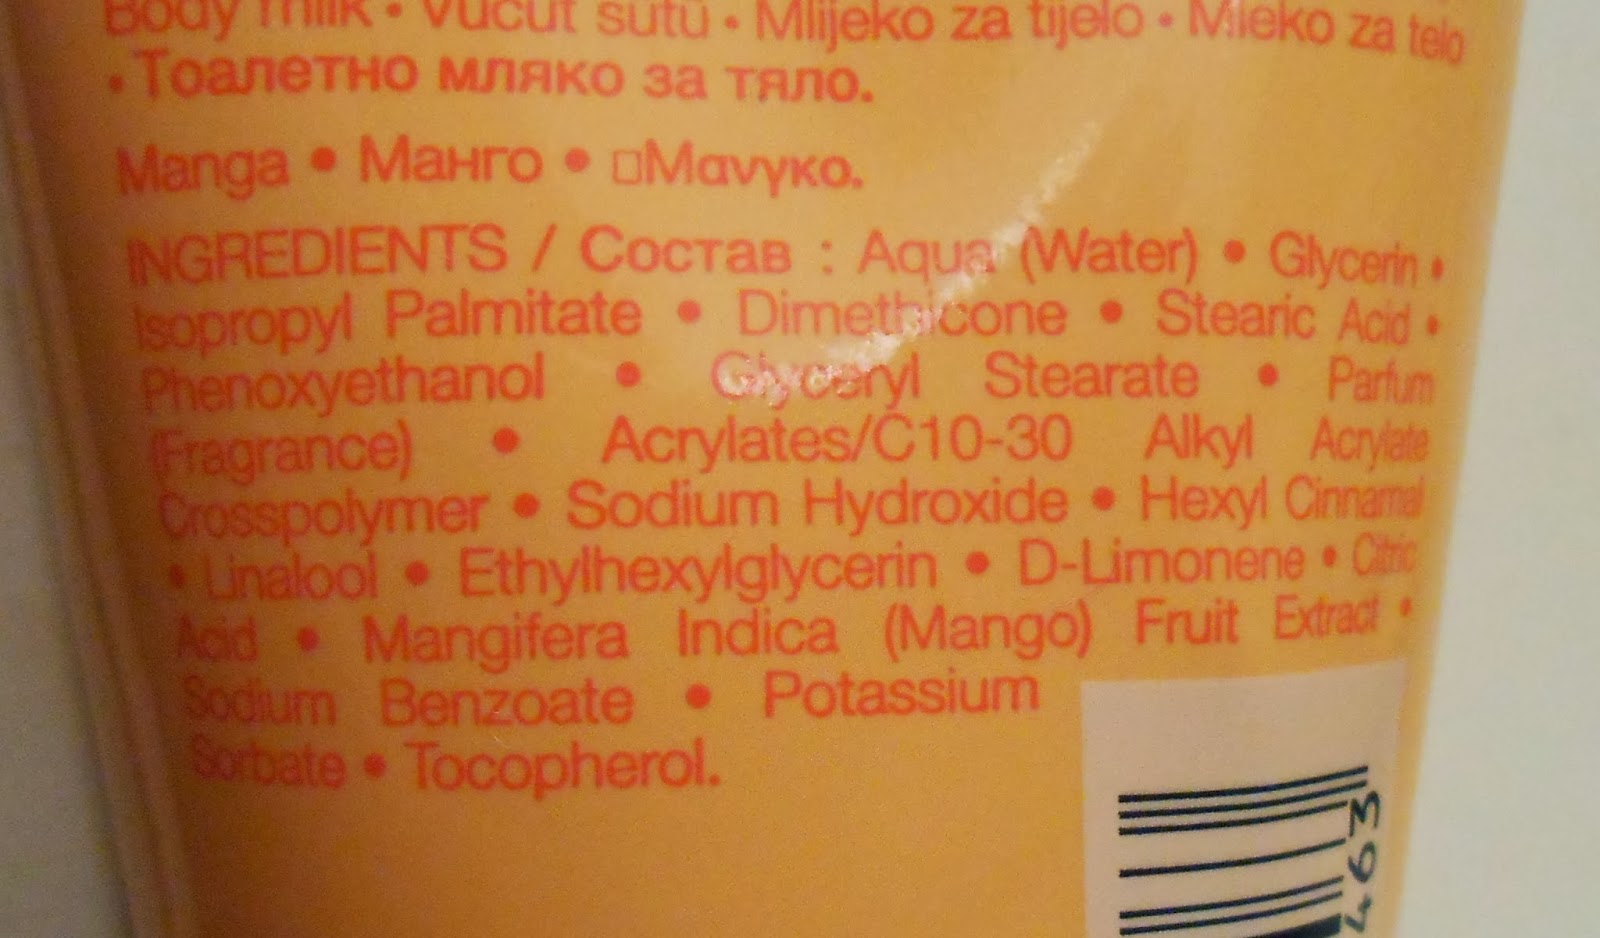 Body milk • Vücut sütü • Mlijeko za tijelo • Mleko za telo
• Тоалетно мляко за тяло.
Manga • Манго • □Μανγκο.
INGREDIENTS / Состав : Aqua (Water) • Glycerin •
Isopropyl Palmitate • Dimethicone • Stearic Acid •
Phenoxyethanol • Glyceryl Stearate • Parfum
(Fragrance) • Acrylates/C10-30 Alkyl Acrylate
Crosspolymer • Sodium Hydroxide • Hexyl Cinnamal
• Linalool • Ethylhexylglycerin • D-Limonene • Citric
Acid • Mangifera Indica (Mango) Fruit Extract •
Sodium Benzoate • Potassium
Sorbate • Tocopherol.
463